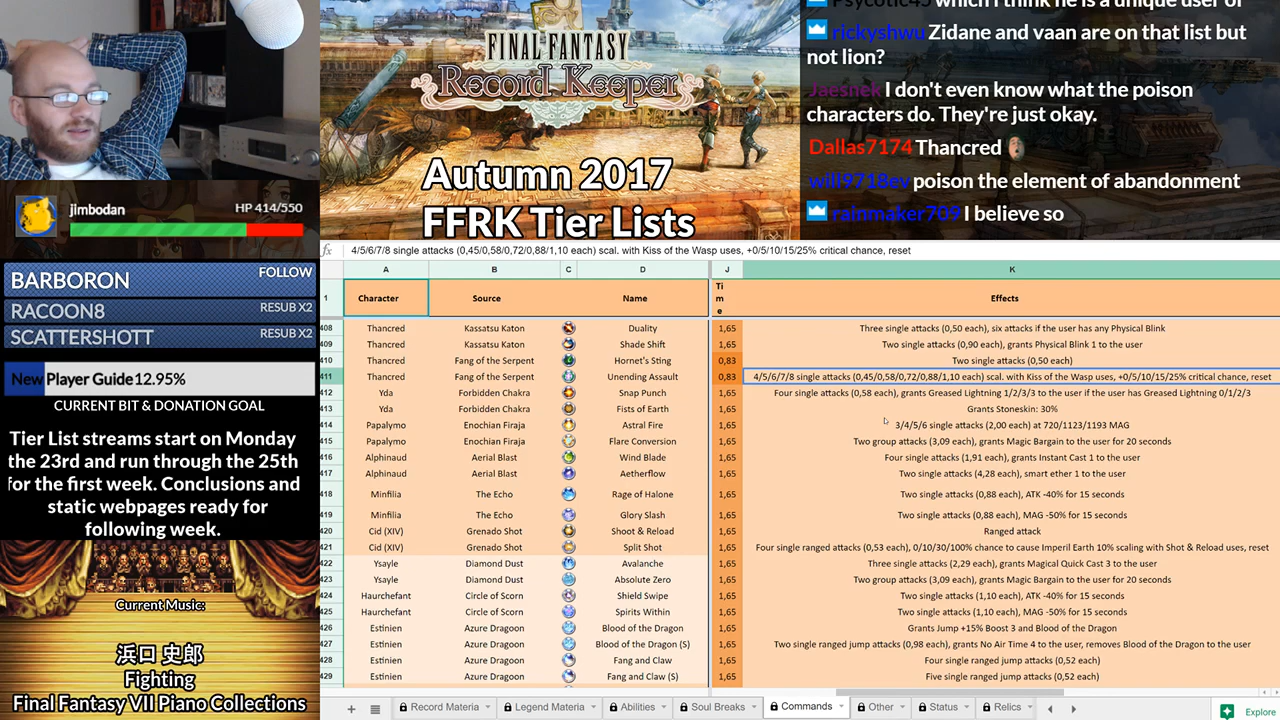 jimbodan
HP 414/550
BARBORON
FOLLOW
RACOON8
RESUB X2
SCATTERSHOTT
RESUB X2
New Player Guide 12.95%
CURRENT BIT & DONATION GOAL
Tier List streams start on Monday
the 23rd and run through the 25th
for the first week. Conclusions and
static webpages ready for
following week.
Current Music:
浜口 史郎
Fighting
Final Fantasy VII Piano Collections
FINAL FANTASY
Record Keeper
Autumn 2017
FFRK Tier Lists
Psycotic45 which I think he is a unique user of
rickyshwu Zidane and vaan are on that list but
not lion?
Jaesnek I don't even know what the poison
characters do. They're just okay.
Dallas7174 Thancred
will9718ev poison the element of abandonment
rainmaker709 I believe so
fx 4/5/6/7/8 single attacks (0,45/0,58/0,72/0,88/1,10 each) scal. with Kiss of the Wasp uses, +0/5/10/15/25% critical chance, reset
A B C D J K
1 Character Source Name Time Effects
408 Thancred Kassatsu Katon Duality 1,65 Three single attacks (0,50 each), six attacks if the user has any Physical Blink
409 Thancred Kassatsu Katon Shade Shift 1,65 Two single attacks (0,90 each), grants Physical Blink 1 to the user
410 Thancred Fang of the Serpent Hornet's Sting 0,83 Two single attacks (0,50 each)
411 Thancred Fang of the Serpent Unending Assault 0,83 4/5/6/7/8 single attacks (0,45/0,58/0,72/0,88/1,10 each) scal. with Kiss of the Wasp uses, +0/5/10/15/25% critical chance, reset
412 Yda Forbidden Chakra Snap Punch 1,65 Four single attacks (0,58 each), grants Greased Lightning 1/2/3/3 to the user if the user has Greased Lightning 0/1/2/3
413 Yda Forbidden Chakra Fists of Earth 1,65 Grants Stoneskin: 30%
414 Papalymo Enochian Firaja Astral Fire 1,65 3/4/5/6 single attacks (2,00 each) at 720/1123/1193 MAG
415 Papalymo Enochian Firaja Flare Conversion 1,65 Two group attacks (3,09 each), grants Magic Bargain to the user for 20 seconds
416 Alphinaud Aerial Blast Wind Blade 1,65 Four single attacks (1,91 each), grants Instant Cast 1 to the user
417 Alphinaud Aerial Blast Aetherflow 1,65 Two single attacks (4,28 each), smart ether 1 to the user
418 Minfilia The Echo Rage of Halone 1,65 Two single attacks (0,88 each), ATK -40% for 15 seconds
419 Minfilia The Echo Glory Slash 1,65 Two single attacks (0,88 each), MAG -50% for 15 seconds
420 Cid (XIV) Grenado Shot Shoot & Reload 1,65 Ranged attack
421 Cid (XIV) Grenado Shot Split Shot 1,65 Four single ranged attacks (0,53 each), 0/10/30/100% chance to cause Imperil Earth 10% scaling with Shot & Reload uses, reset
422 Ysayle Diamond Dust Avalanche 1,65 Three single attacks (2,29 each), grants Magical Quick Cast 3 to the user
423 Ysayle Diamond Dust Absolute Zero 1,65 Two group attacks (3,09 each), grants Magic Bargain to the user for 20 seconds
424 Haurchefant Circle of Scorn Shield Swipe 1,65 Two single attacks (1,10 each), ATK -40% for 15 seconds
425 Haurchefant Circle of Scorn Spirits Within 1,65 Two single attacks (1,10 each), MAG -50% for 15 seconds
426 Estinien Azure Dragoon Blood of the Dragon 1,65 Grants Jump +15% Boost 3 and Blood of the Dragon
427 Estinien Azure Dragoon Blood of the Dragon (S) 1,65 Two single ranged jump attacks (0,98 each), grants No Air Time 4 to the user, removes Blood of the Dragon to the user
428 Estinien Azure Dragoon Fang and Claw 1,65 Four single ranged jump attacks (0,52 each)
429 Estinien Azure Dragoon Fang and Claw (S) 1,65 Five single ranged jump attacks (0,52 each)
Record Materia Legend Materia Abilities Soul Breaks Commands Other Status Relics Explore